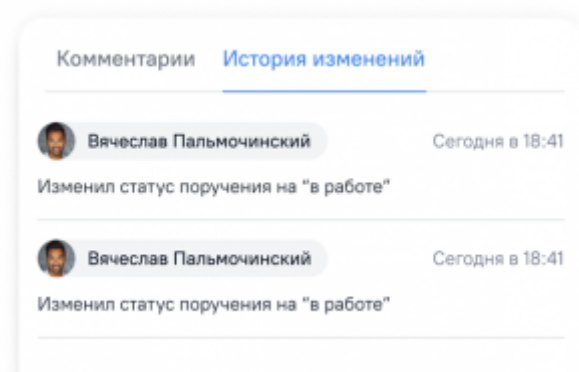 Комментарии История изменений
Вячеслав Пальмочинский Сегодня в 18:41
Изменил статус поручения на "в работе"
Вячеслав Пальмочинский Сегодня в 18:41
Изменил статус поручения на "в работе"